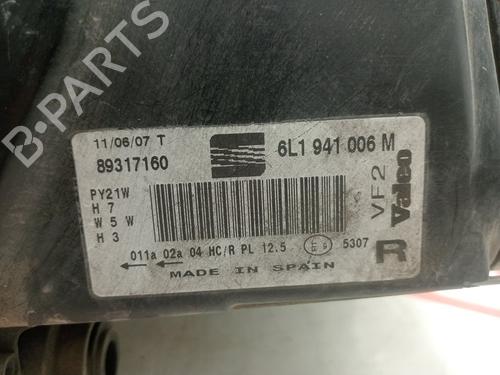 B-PARTS
11/06/07 T
89317160
6L1 941 006 M
PY21W
H 7
W 5 W
H 3
VF2
Valeo
R
011a 02a 04 HC/R PL 12.5
5307
MADE IN SPAIN